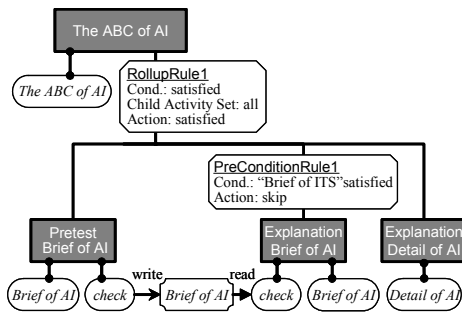 The ABC of AI
The ABC of AI
RollupRule1
Cond.: satisfied
Child Activity Set: all
Action: satisfied
PreConditionRule1
Cond.: “Brief of ITS”satisfied
Action: skip
Pretest
Brief of AI
Explanation
Brief of AI
Explanation
Detail of AI
write
read
Brief of AI
check
Brief of AI
check
Brief of AI
Detail of AI